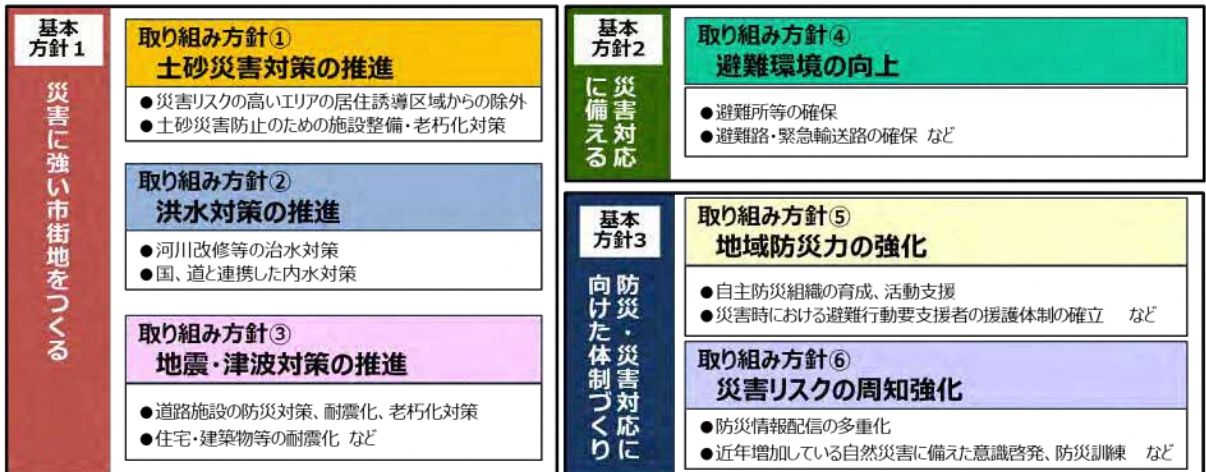 基本
方針1
災害に強い市街地をつくる
取り組み方針①
土砂災害対策の推進
●災害リスクの高いエリアの居住誘導区域からの除外
●土砂災害防止のための施設整備・老朽化対策
取り組み方針②
洪水対策の推進
●河川改修等の治水対策
●国、道と連携した内水対策
取り組み方針③
地震・津波対策の推進
●道路施設の防災対策、耐震化、老朽化対策
●住宅・建築物等の耐震化 など
基本
方針2
災害対応
に備える
取り組み方針④
避難環境の向上
●避難所等の確保
●避難路・緊急輸送路の確保 など
基本
方針3
防災・災害対応に
向けた体制づくり
取り組み方針⑤
地域防災力の強化
●自主防災組織の育成、活動支援
●災害時における避難行動要支援者の援護体制の確立 など
取り組み方針⑥
災害リスクの周知強化
●防災情報配信の多重化
●近年増加している自然災害に備えた意識啓発、防災訓練 など